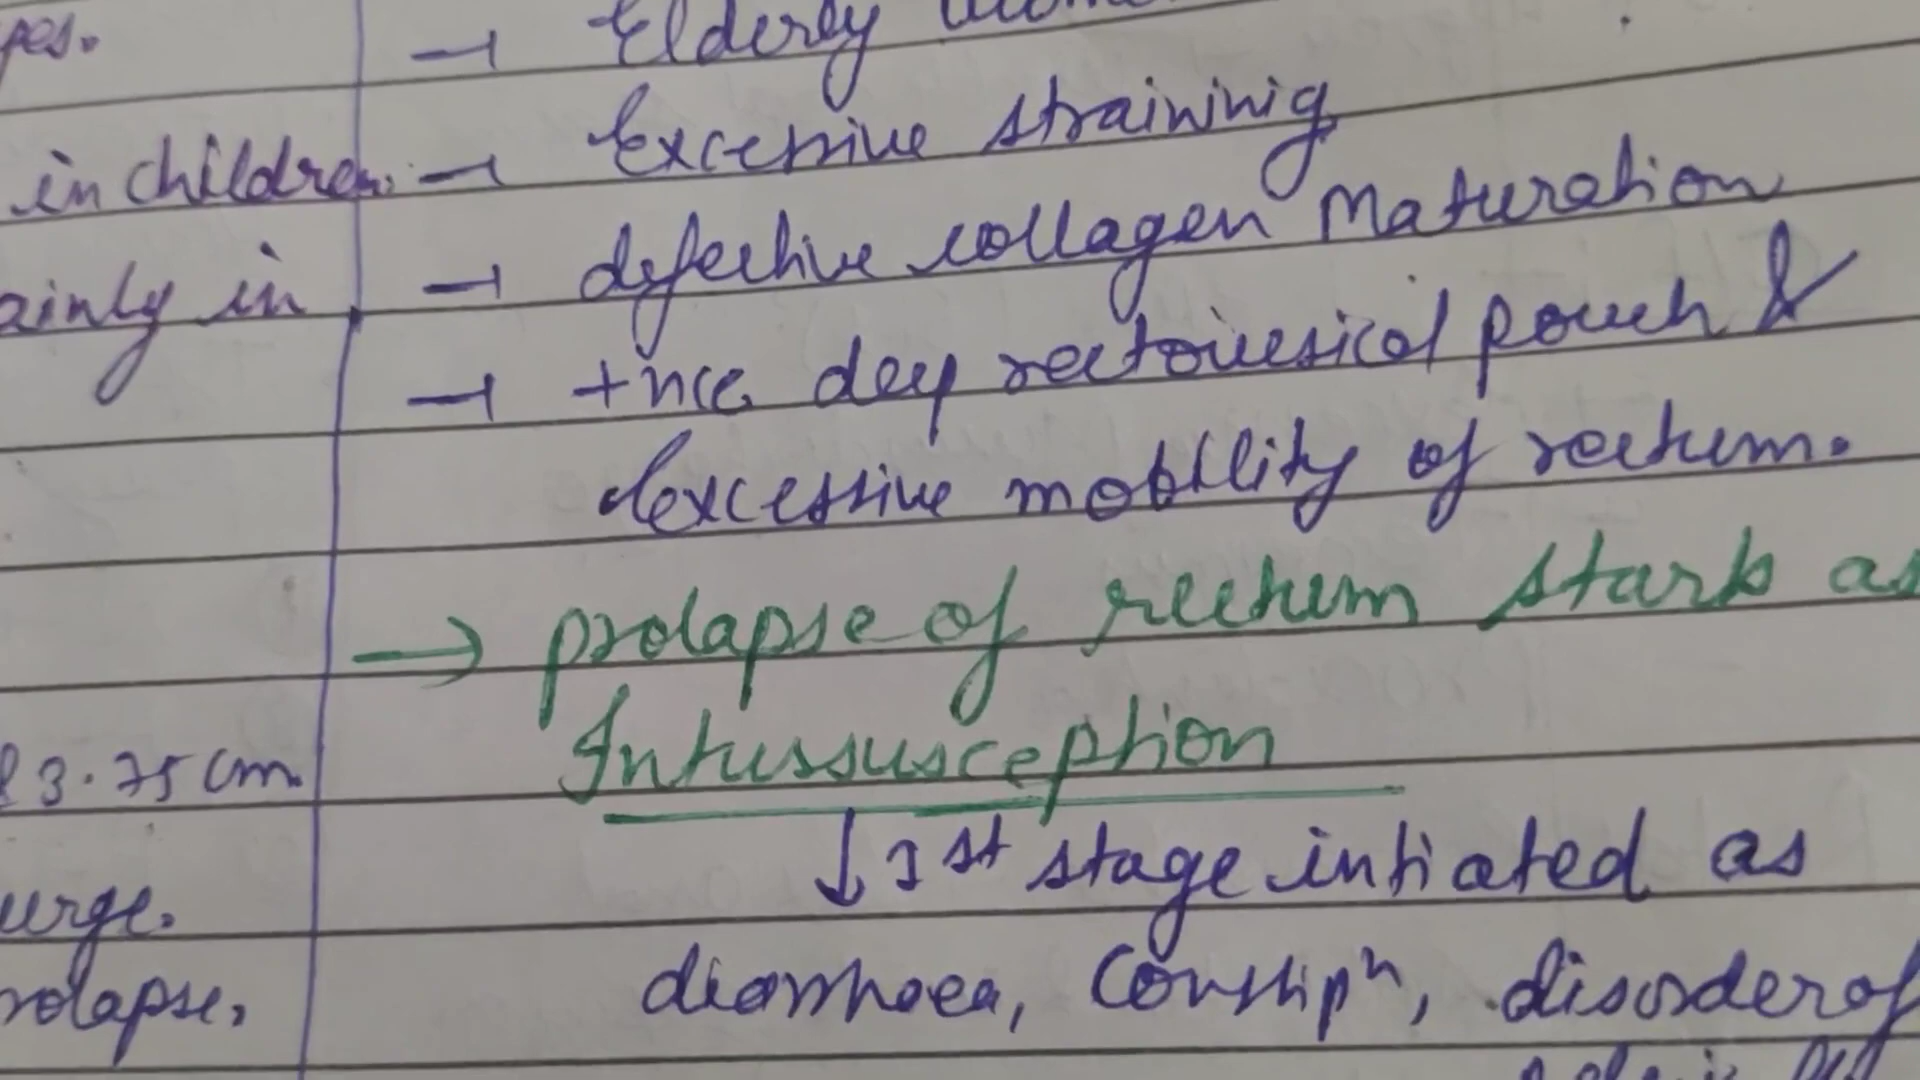 pes.
in children.
ainly in
3.75 cm.
urge.
rolapse.
→ Elderly
→ Excessive straining
→ defective collagen Maturation
→ +nce deep rectovesical pouch &
excessive mobility of rectum.
→ prolapse of rectum starts as
Intussusception
↓ 1st stage intiated as
diarrhoea, Constipⁿ, disorder of